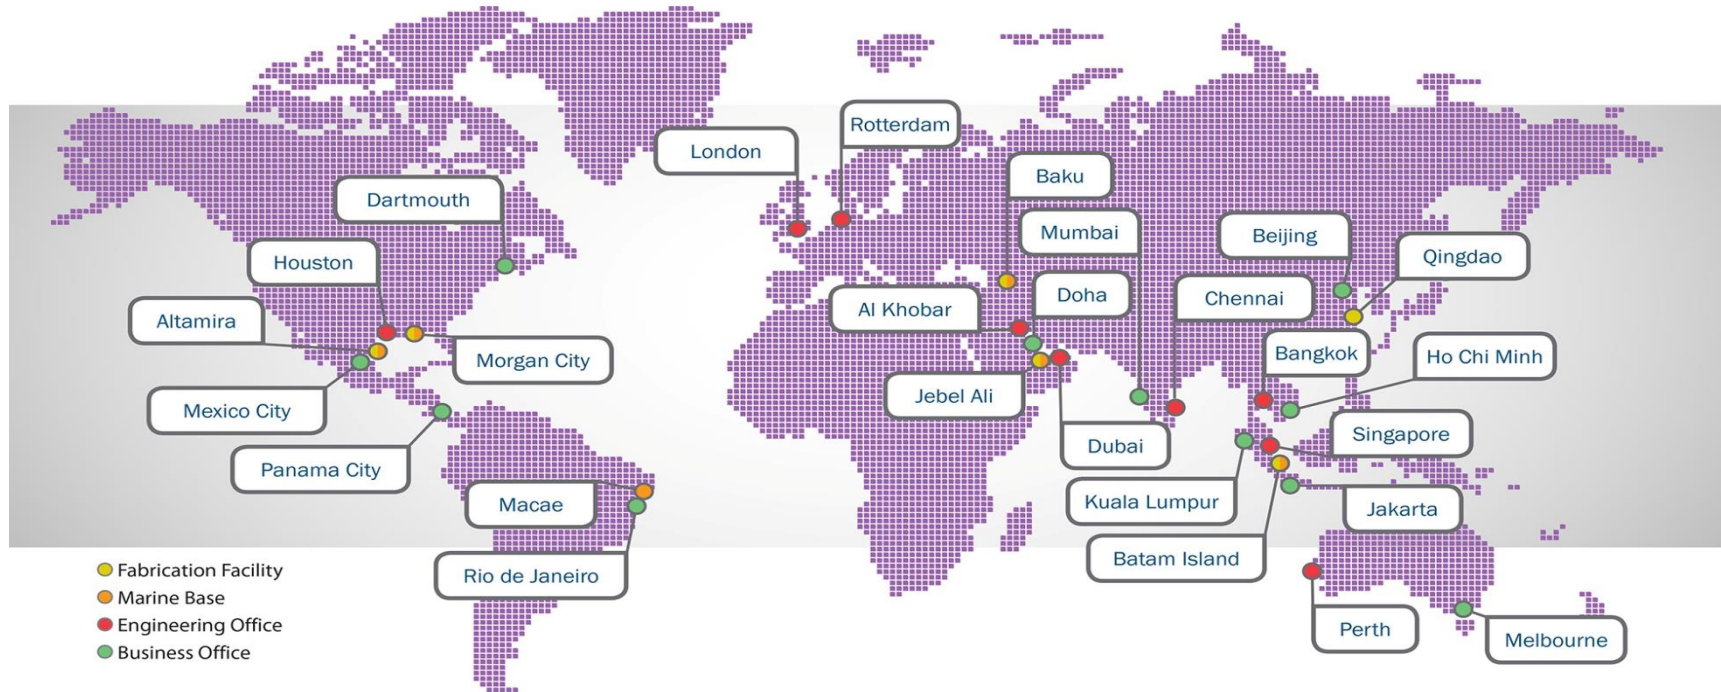 Rotterdam
London
Baku
Dartmouth
Mumbai
Beijing
Qingdao
Houston
Doha
Chennai
Al Khobar
Altamira
Bangkok
Ho Chi Minh
Morgan City
Jebel Ali
Mexico City
Singapore
Dubai
Panama City
Kuala Lumpur
Macae
Jakarta
Batam Island
Rio de Janeiro
Perth
Melbourne
Fabrication Facility
Marine Base
Engineering Office
Business Office